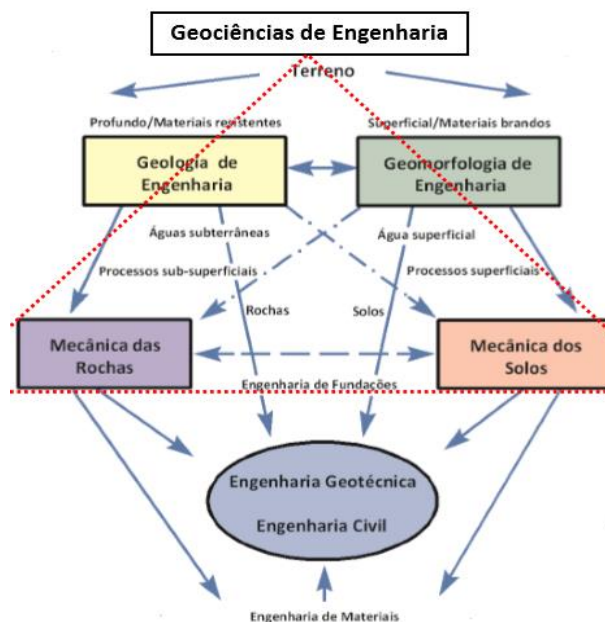 Geociências de Engenharia
Terreno
Profundo/Materiais resistentes
Superficial/Materiais brandos
Geologia de
Engenharia
Geomorfologia de
Engenharia
Águas subterrâneas
Água superficial
Processos sub-superficiais
Processos superficiais
Rochas
Solos
Mecânica das
Rochas
Mecânica dos
Solos
Engenharia de Fundações
Engenharia Geotécnica
Engenharia Civil
Engenharia de Materiais